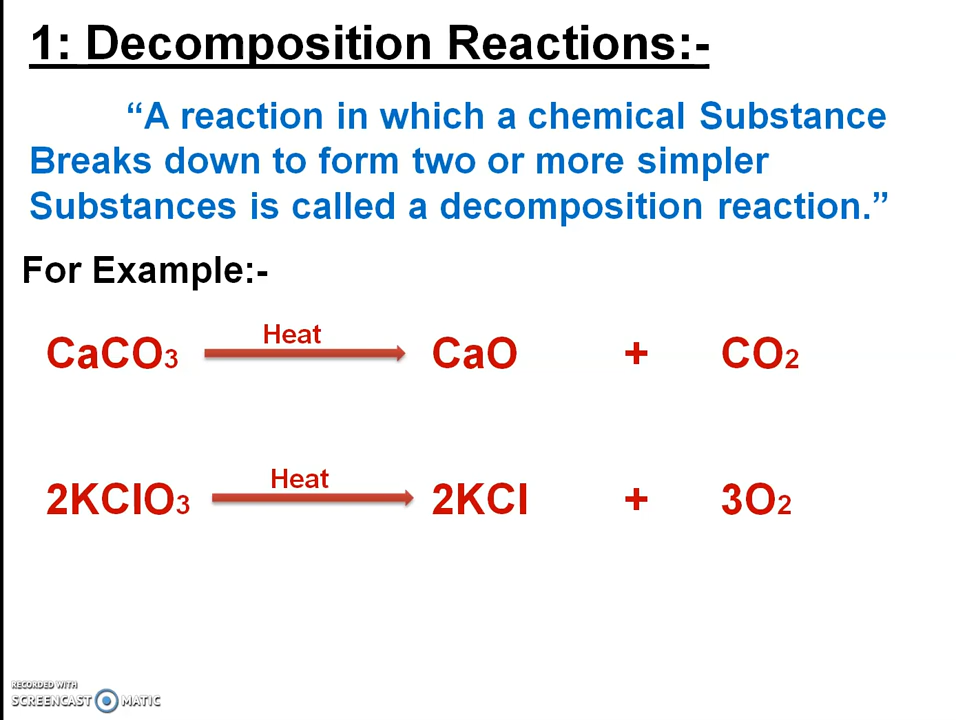 1: Decomposition Reactions:-
“A reaction in which a chemical Substance
Breaks down to form two or more simpler
Substances is called a decomposition reaction.”
For Example:-
Heat
CaCO3 CaO + CO2
Heat
2KClO3 2KCl + 3O2
RECORDED WITH
SCREENCAST MATIC